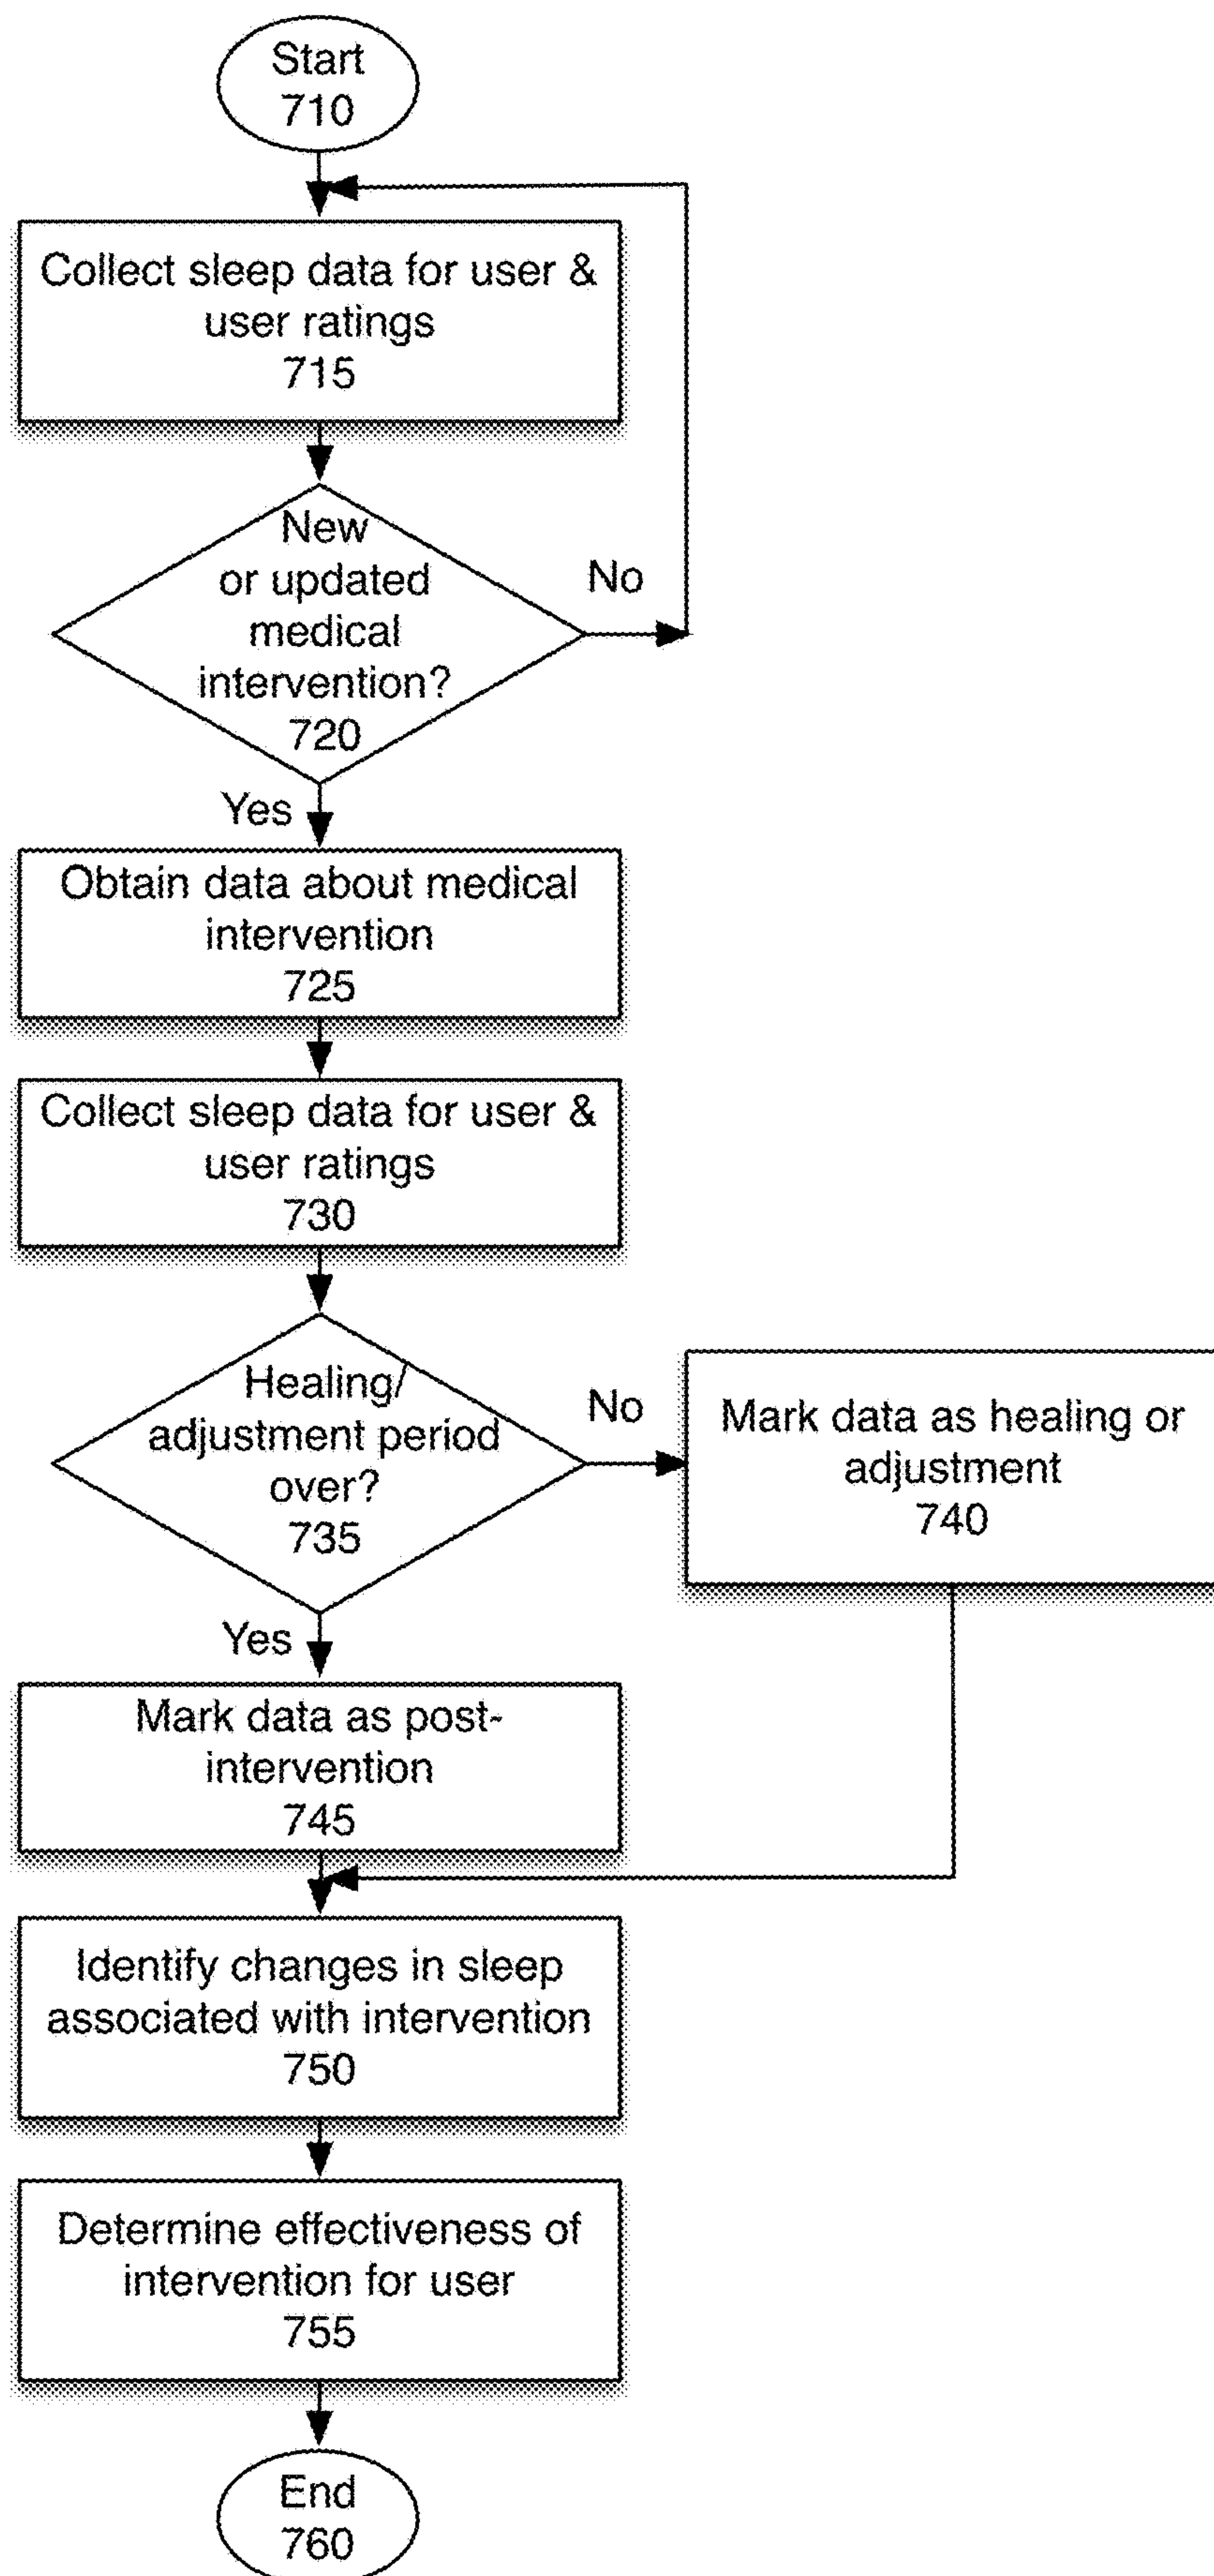 Start
710
Collect sleep data for user &
user ratings
715
New
or updated
medical
intervention?
720
No
Yes
Obtain data about medical
intervention
725
Collect sleep data for user &
user ratings
730
Healing/
adjustment period
over?
735
No
Mark data as healing or
adjustment
740
Yes
Mark data as post-
intervention
745
Identify changes in sleep
associated with intervention
750
Determine effectiveness of
intervention for user
755
End
760